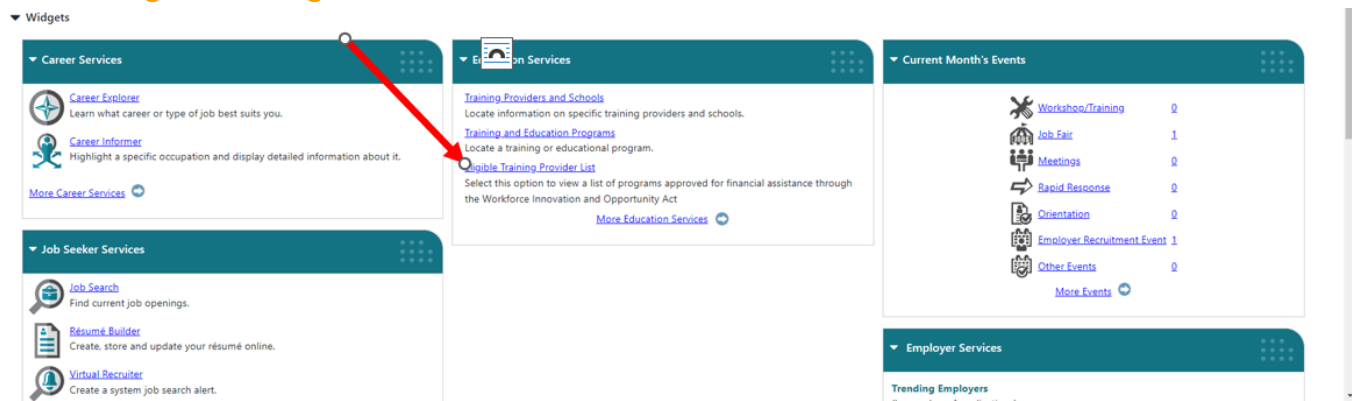 Widgets
Career Services
Career Explorer
Learn what career or type of job best suits you.
Career Informer
Highlight a specific occupation and display detailed information about it.
More Career Services
Job Seeker Services
Job Search
Find current job openings.
Résumé Builder
Create, store and update your résumé online.
Virtual Recruiter
Create a system job search alert.
on Services
Training Providers and Schools
Locate information on specific training providers and schools.
Training and Education Programs
Locate a training or educational program.
Eligible Training Provider List
Select this option to view a list of programs approved for financial assistance through
the Workforce Innovation and Opportunity Act
More Education Services
Current Month's Events
Workshop/Training 0
Job Fair 1
Meetings 0
Rapid Response 0
Orientation 0
Employer Recruitment Event 1
Other Events 0
More Events
Employer Services
Trending Employers